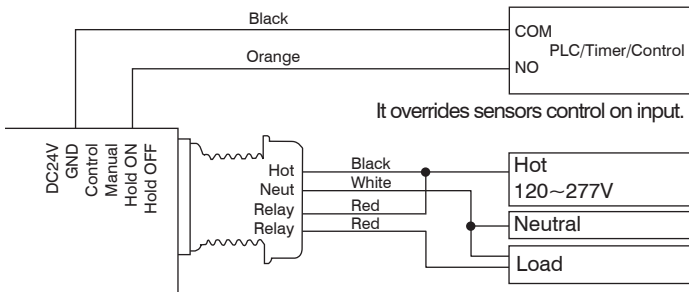 Black
COM
PLC/Timer/Control
Orange
NO
It overrides sensors control on input.
DC24V
GND
Control
Manual
Hold ON
Hold OFF
Hot
Black
Hot
120~277V
Neut
White
Relay
Red
Neutral
Relay
Red
Load